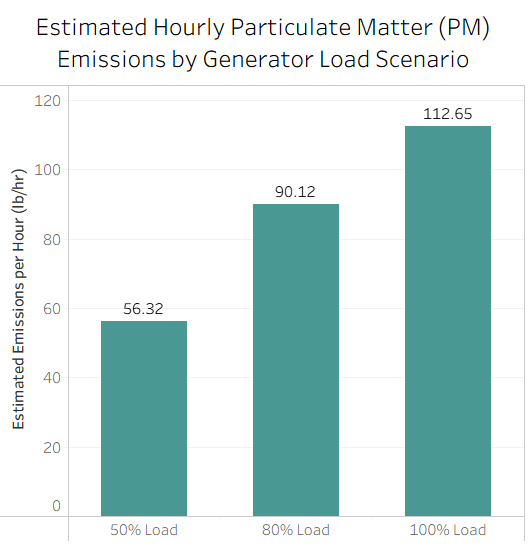 Estimated Hourly Particulate Matter (PM)
Emissions by Generator Load Scenario
Estimated Emissions per Hour (lb/hr)
120
100
80
60
40
20
0
56.32
90.12
112.65
50% Load
80% Load
100% Load